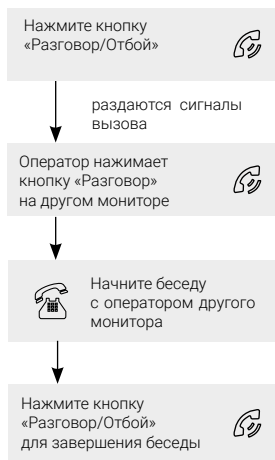 Нажмите кнопку
«Разговор/Отбой»
раздаются сигналы
вызова
Оператор нажимает
кнопку «Разговор»
на другом мониторе
Начните беседу
с оператором другого
монитора
Нажмите кнопку
«Разговор/Отбой»
для завершения беседы